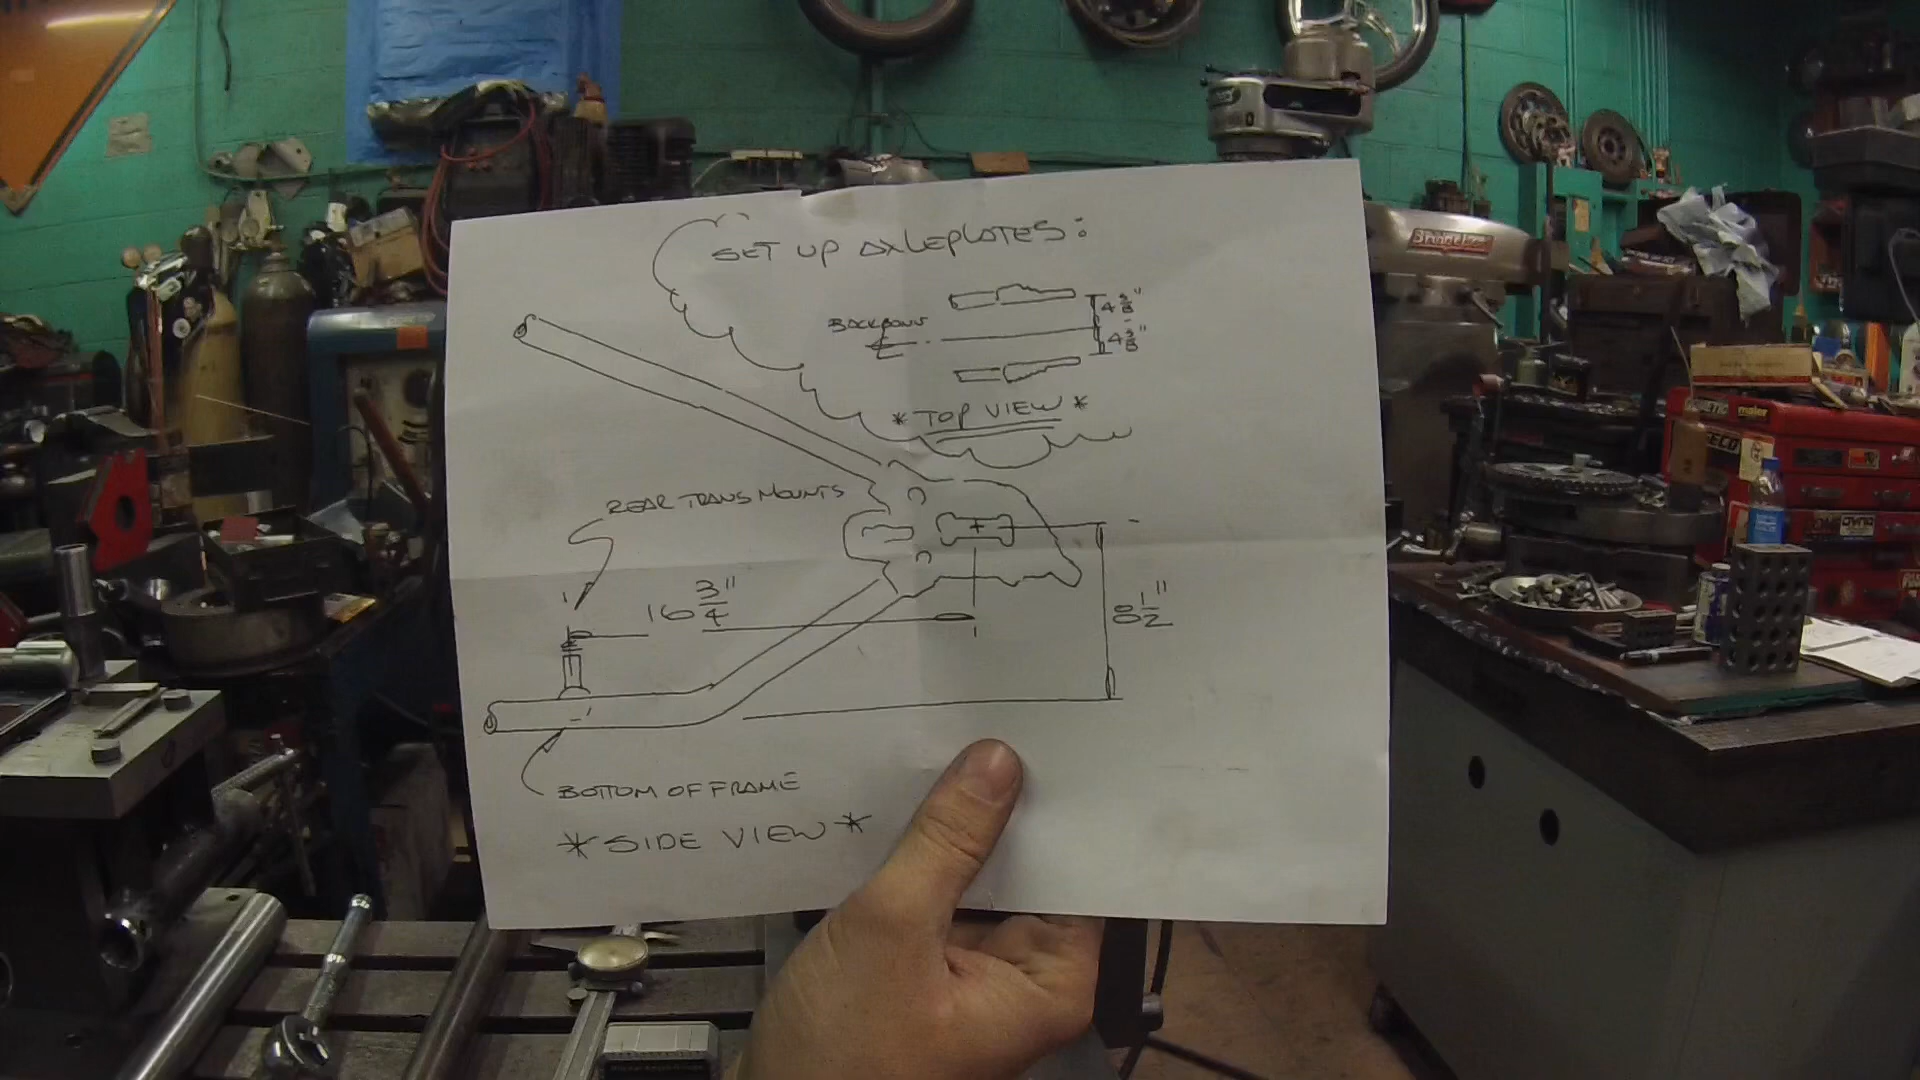 SET UP AXLEPLATES:
BACKBONE
4 3/8"
4 3/8"
*TOP VIEW*
REAR TRANS MOUNTS
16 3/4"
8 1/2"
BOTTOM OF FRAME
*SIDE VIEW*
Bridgeport